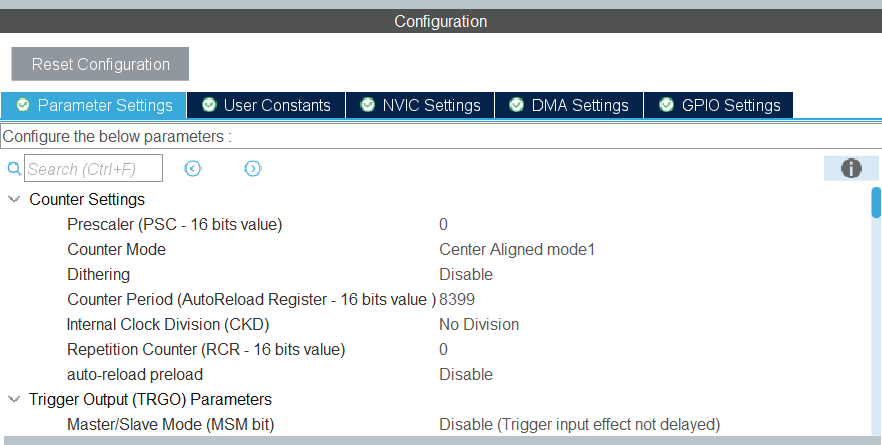 Configuration
Reset Configuration
Parameter Settings User Constants NVIC Settings DMA Settings GPIO Settings
Configure the below parameters :
Search (Ctrl+F)
Counter Settings
Prescaler (PSC - 16 bits value) 0
Counter Mode Center Aligned mode1
Dithering Disable
Counter Period (AutoReload Register - 16 bits value ) 8399
Internal Clock Division (CKD) No Division
Repetition Counter (RCR - 16 bits value) 0
auto-reload preload Disable
Trigger Output (TRGO) Parameters
Master/Slave Mode (MSM bit) Disable (Trigger input effect not delayed)